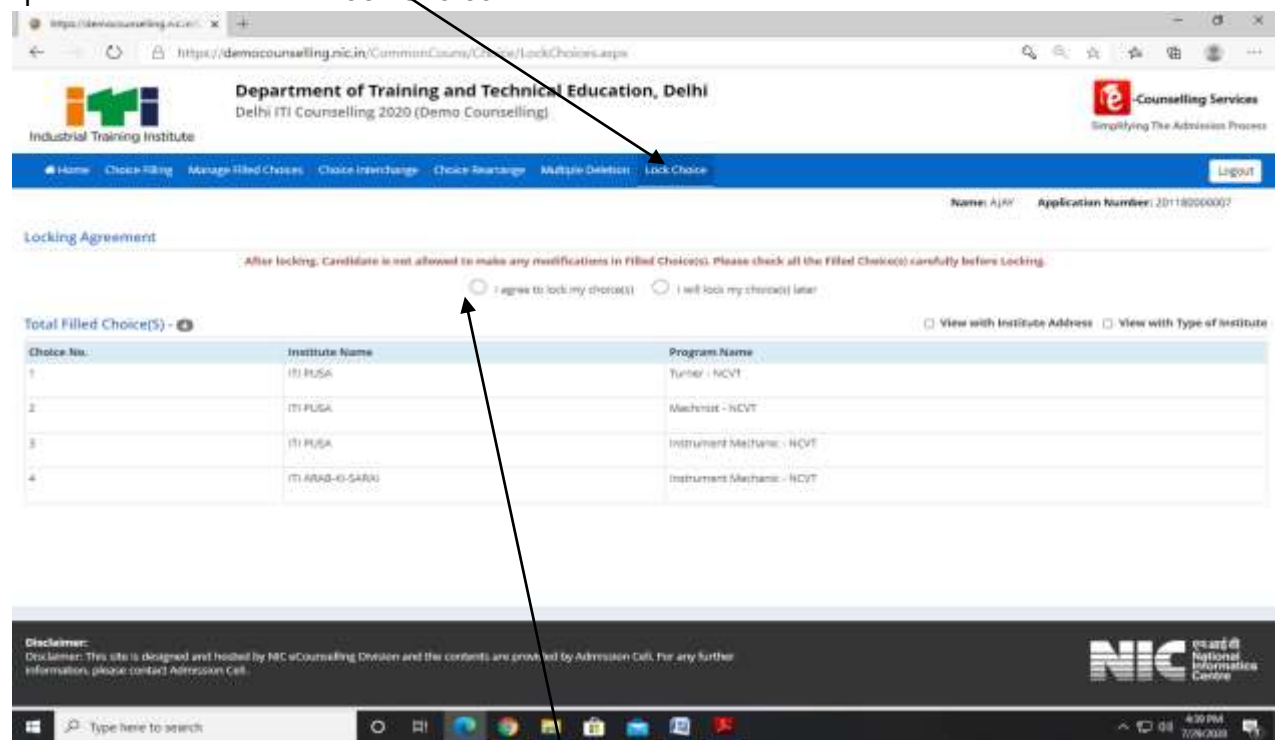 https://democounselling.nic.in/CommonCouns/Choice/LockChoices.aspx
Industrial Training Institute
Department of Training and Technical Education, Delhi
Delhi ITI Counselling 2020 (Demo Counselling)
e-Counselling Services
Simplifying The Admission Process
Home Choice Filling Manage Filled Choices Choice Interchange Choice Rearrange Multiple Deletion Lock Choice Logout
Name: AJAY Application Number: 201180000007
Locking Agreement
After locking, Candidate is not allowed to make any modifications in Filled Choice(s). Please check all the Filled Choice(s) carefully before Locking.
I agree to lock my choice(s) I will lock my choice(s) later
Total Filled Choice(S) - 4
View with Institute Address View with Type of Institute
Choice No. Institute Name Program Name
1 ITI PUSA Turner - NCVT
2 ITI PUSA Machinist - NCVT
3 ITI PUSA Instrument Mechanic - NCVT
4 ITI ARAB-KI-SARAI Instrument Mechanic - NCVT
Disclaimer:
Disclaimer: This site is designed and hosted by NIC eCounselling Division and the contents are provided by Admission Cell. For any further
information, please contact Admission Cell.
NIC एन आई सी
National
Informatics
Centre
Type here to search
4:39 PM